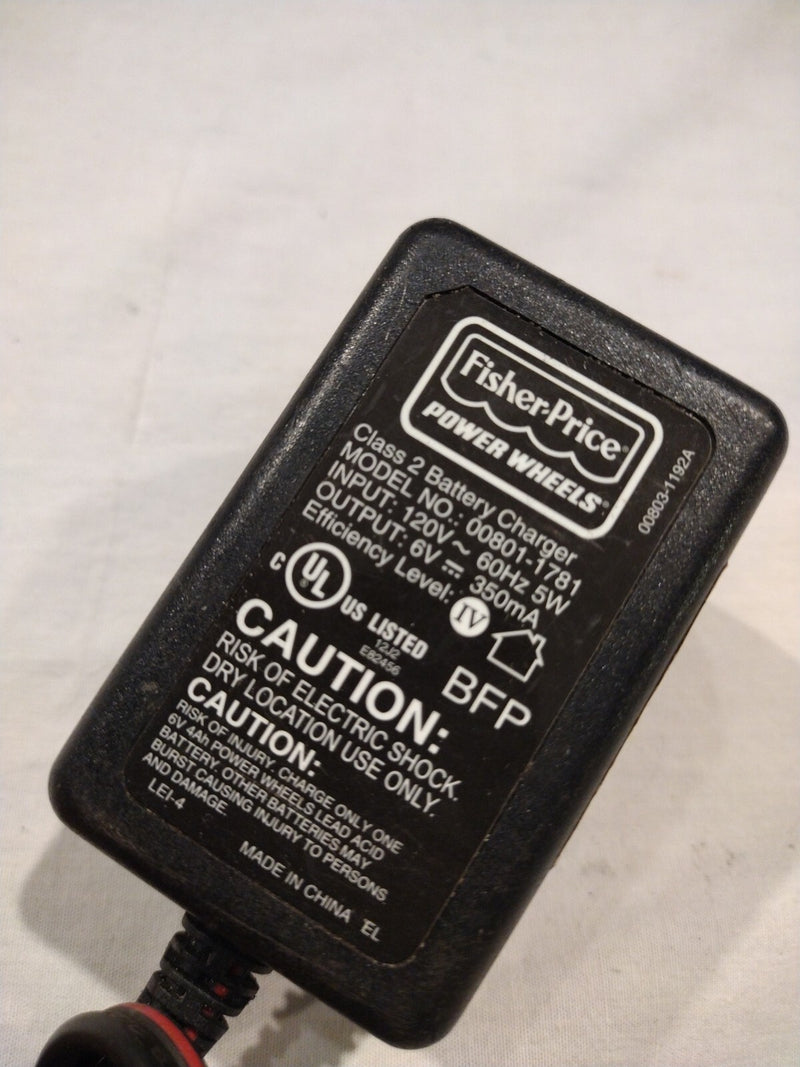 Fisher-Price®
POWER WHEELS®
00803-1192A
Class 2 Battery Charger
MODEL NO.: 00801-1781
INPUT: 120V ~ 60Hz 5W
OUTPUT: 6V ⎓ 350mA
Efficiency Level: IV
C UL® US LISTED
12J2
E82456
BFP
CAUTION:
RISK OF ELECTRIC SHOCK.
DRY LOCATION USE ONLY.
CAUTION:
RISK OF INJURY. CHARGE ONLY ONE
6V 4Ah POWER WHEELS LEAD ACID
BATTERY. OTHER BATTERIES MAY
BURST CAUSING INJURY TO PERSONS
AND DAMAGE.
LEI-4
MADE IN CHINA EL